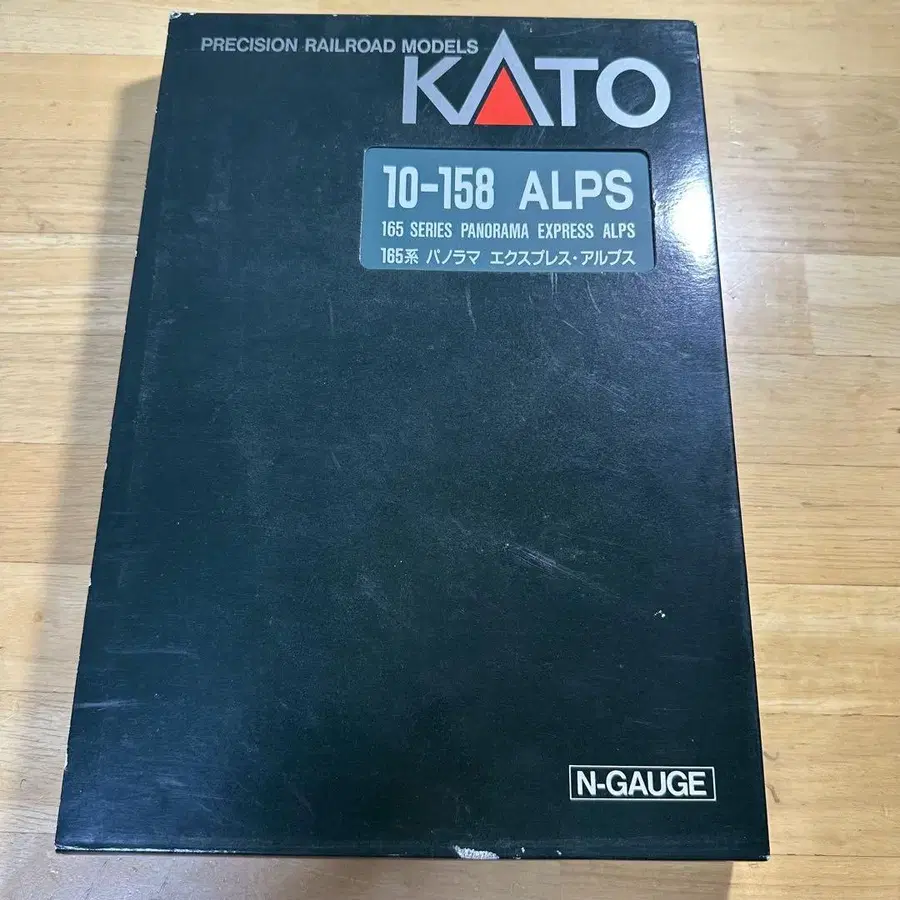 PRECISION RAILROAD MODELS
KATO
10-158 ALPS
165 SERIES PANORAMA EXPRESS ALPS
165系 パノラマ エクスプレス・アルプス
N-GAUGE